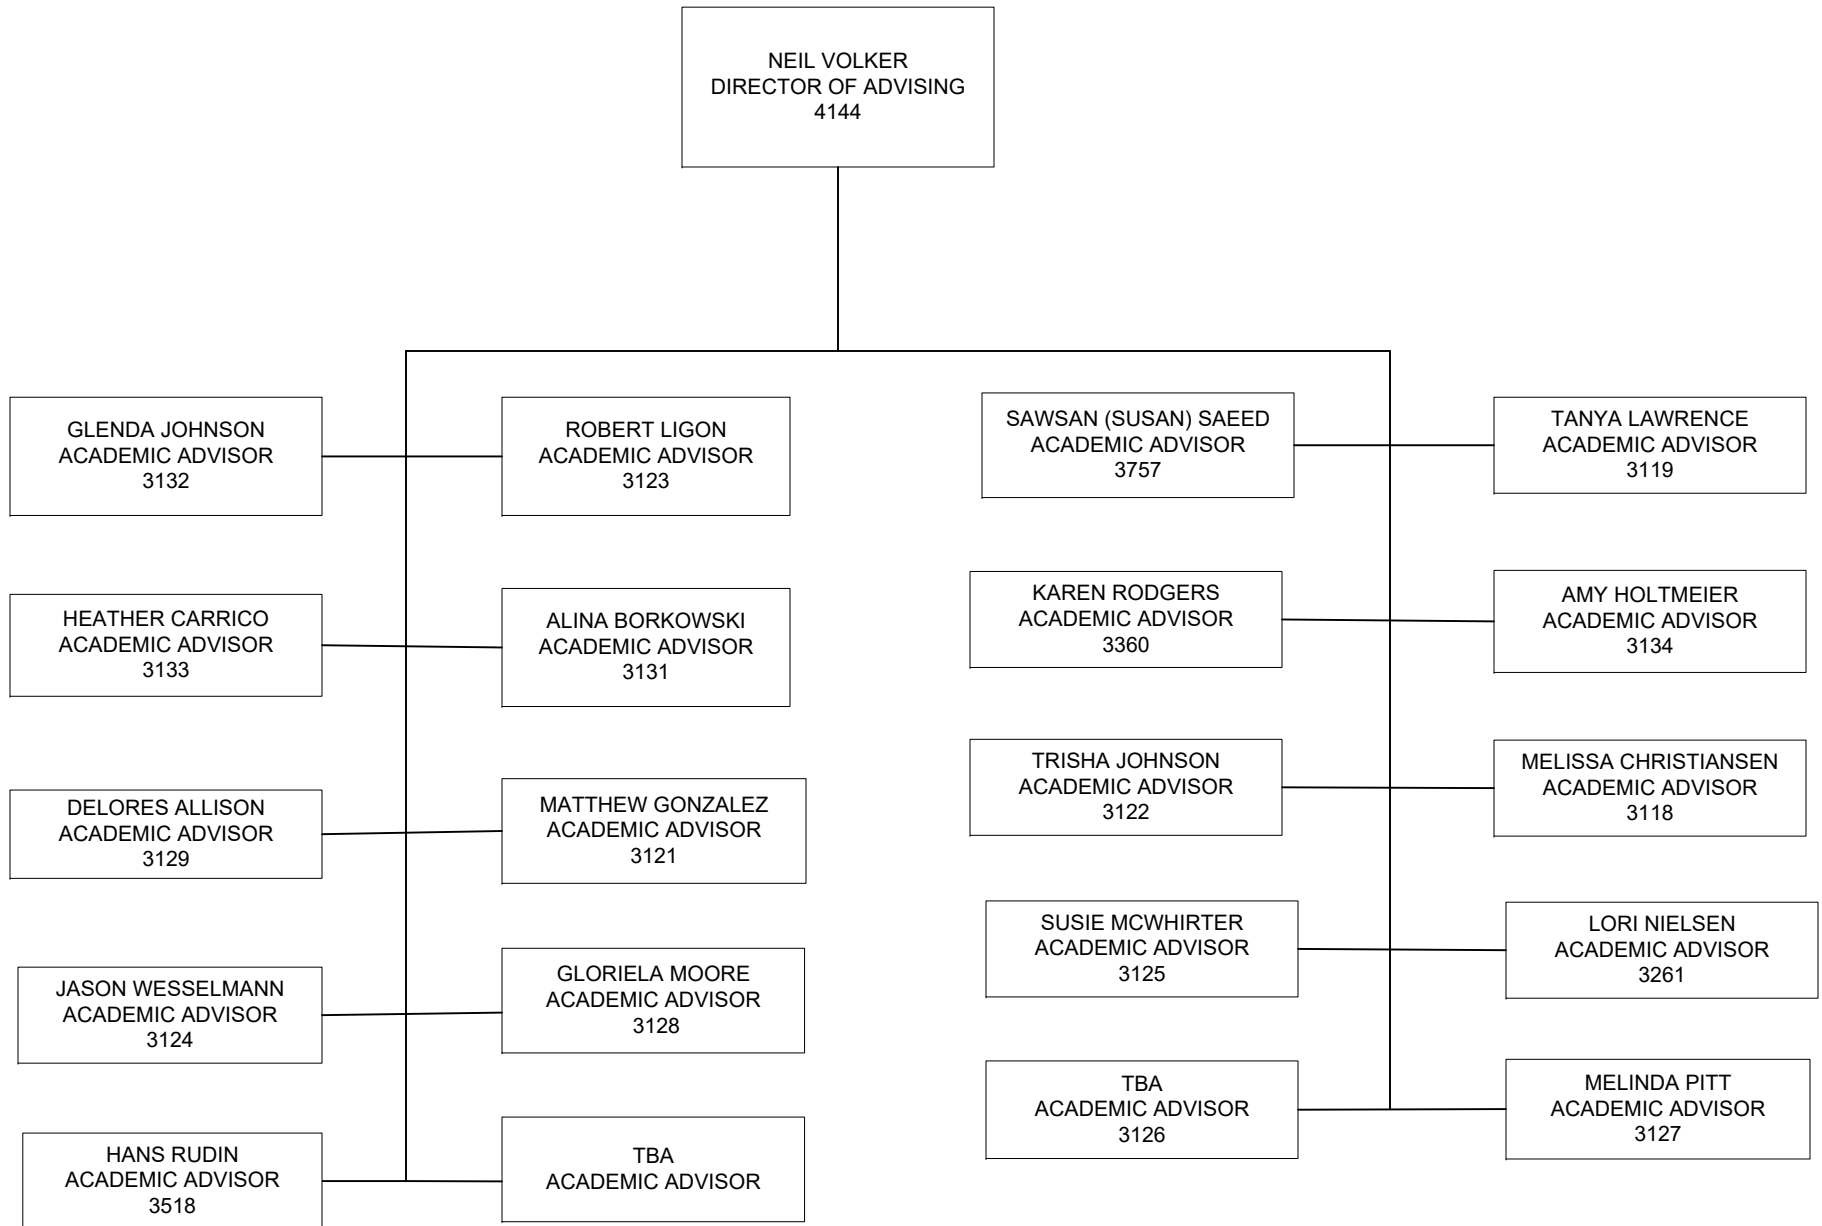 NEIL VOLKER
DIRECTOR OF ADVISING
4144
GLENDA JOHNSON
ACADEMIC ADVISOR
3132
ROBERT LIGON
ACADEMIC ADVISOR
3123
SAWSAN (SUSAN) SAEED
ACADEMIC ADVISOR
3757
TANYA LAWRENCE
ACADEMIC ADVISOR
3119
HEATHER CARRICO
ACADEMIC ADVISOR
3133
ALINA BORKOWSKI
ACADEMIC ADVISOR
3131
KAREN RODGERS
ACADEMIC ADVISOR
3360
AMY HOLTMEIER
ACADEMIC ADVISOR
3134
DELORES ALLISON
ACADEMIC ADVISOR
3129
MATTHEW GONZALEZ
ACADEMIC ADVISOR
3121
TRISHA JOHNSON
ACADEMIC ADVISOR
3122
MELISSA CHRISTIANSEN
ACADEMIC ADVISOR
3118
JASON WESSELMANN
ACADEMIC ADVISOR
3124
GLORIELA MOORE
ACADEMIC ADVISOR
3128
SUSIE MCWHIRTER
ACADEMIC ADVISOR
3125
LORI NIELSEN
ACADEMIC ADVISOR
3261
HANS RUDIN
ACADEMIC ADVISOR
3518
TBA
ACADEMIC ADVISOR
TBA
ACADEMIC ADVISOR
3126
MELINDA PITT
ACADEMIC ADVISOR
3127